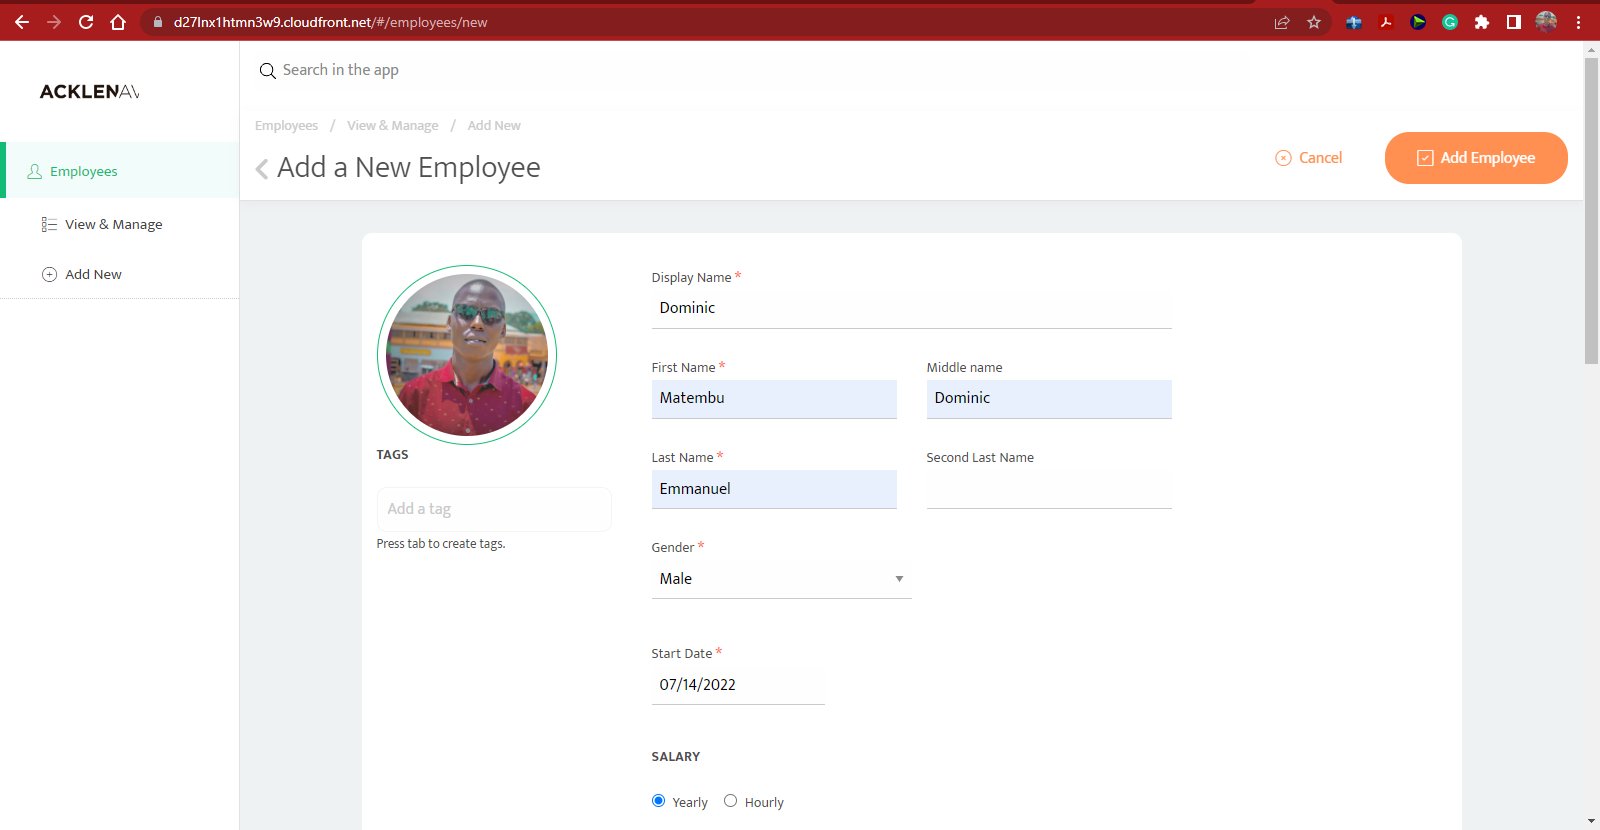 d27lnx1htmn3w9.cloudfront.net/#/employees/new
ACKLENAV
Search in the app
Employees / View & Manage / Add New
Add a New Employee
Cancel
Add Employee
Employees
View & Manage
Add New
TAGS
Add a tag
Press tab to create tags.
Display Name *
Dominic
First Name * Middle name
Matembu Dominic
Last Name * Second Last Name
Emmanuel
Gender *
Male
Start Date *
07/14/2022
SALARY
Yearly Hourly